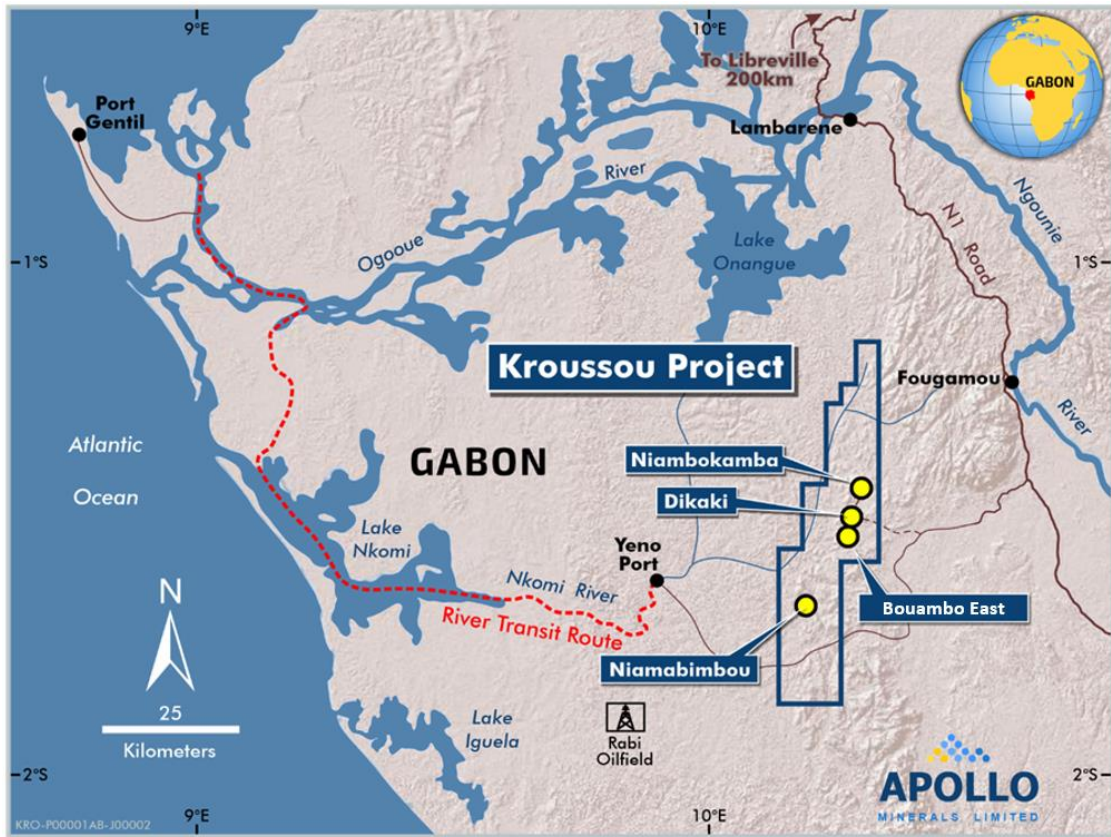 9°E
10°E
To Libreville
200km
GABON
Port
Gentil
Lambarene
River
Ogooue
Ngounie
N1 Road
1°S
Lake
Onangue
1°S
Kroussou Project
Fougamou
River
Atlantic
Ocean
GABON
Niambokamba
Dikaki
Lake
Nkomi
Yeno
Port
N
Nkomi River
River Transit Route
Bouambo East
Niamabimbou
25
Kilometers
Lake
Iguela
Rabi
Oilfield
2°S
2°S
APOLLO
MINERALS LIMITED
KRO-P00001AB-J00002
9°E
10°E